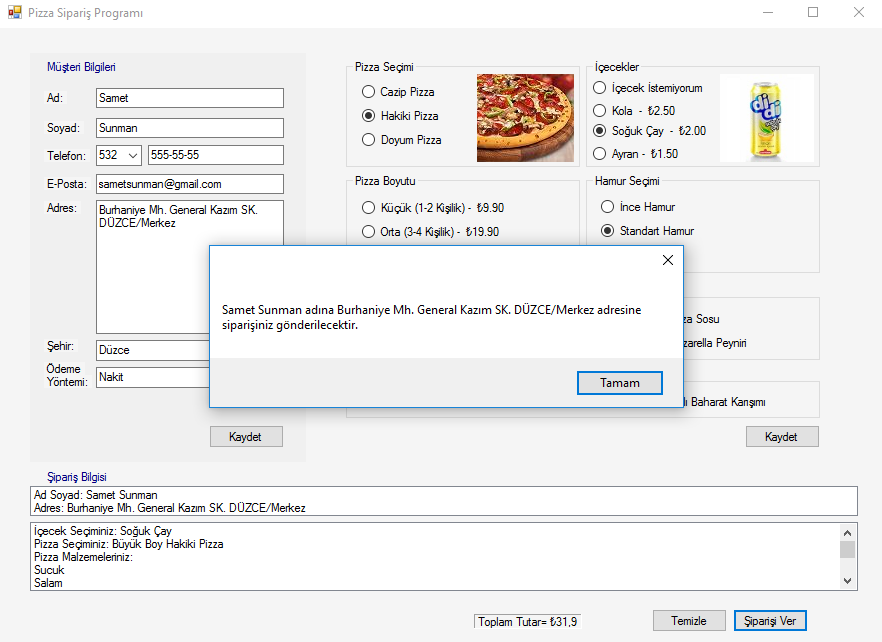 Pizza Sipariş Programı
Müşteri Bilgileri
Ad:
Samet
Soyad:
Sunman
Telefon:
532
555-55-55
E-Posta:
sametsunman@gmail.com
Adres:
Burhaniye Mh. General Kazım SK.
DÜZCE/Merkez
Şehir:
Düzce
Ödeme
Yöntemi:
Nakit
Kaydet
Pizza Seçimi
Cazip Pizza
Hakiki Pizza
Doyum Pizza
İçecekler
İçecek İstemiyorum
Kola - ₺2.50
Soğuk Çay - ₺2.00
Ayran - ₺1.50
didi
Pizza Boyutu
Küçük (1-2 Kişilik) - ₺9.90
Orta (3-4 Kişilik) - ₺19.90
Hamur Seçimi
İnce Hamur
Standart Hamur
Samet Sunman adına Burhaniye Mh. General Kazım SK. DÜZCE/Merkez adresine
siparişiniz gönderilecektir.
Tamam
za Sosu
zarella Peyniri
lı Baharat Karışımı
Kaydet
Şipariş Bilgisi
Ad Soyad: Samet Sunman
Adres: Burhaniye Mh. General Kazım SK. DÜZCE/Merkez
İçecek Seçiminiz: Soğuk Çay
Pizza Seçiminiz: Büyük Boy Hakiki Pizza
Pizza Malzemeleriniz:
Sucuk
Salam
Toplam Tutar= ₺31,9
Temizle
Şiparişi Ver